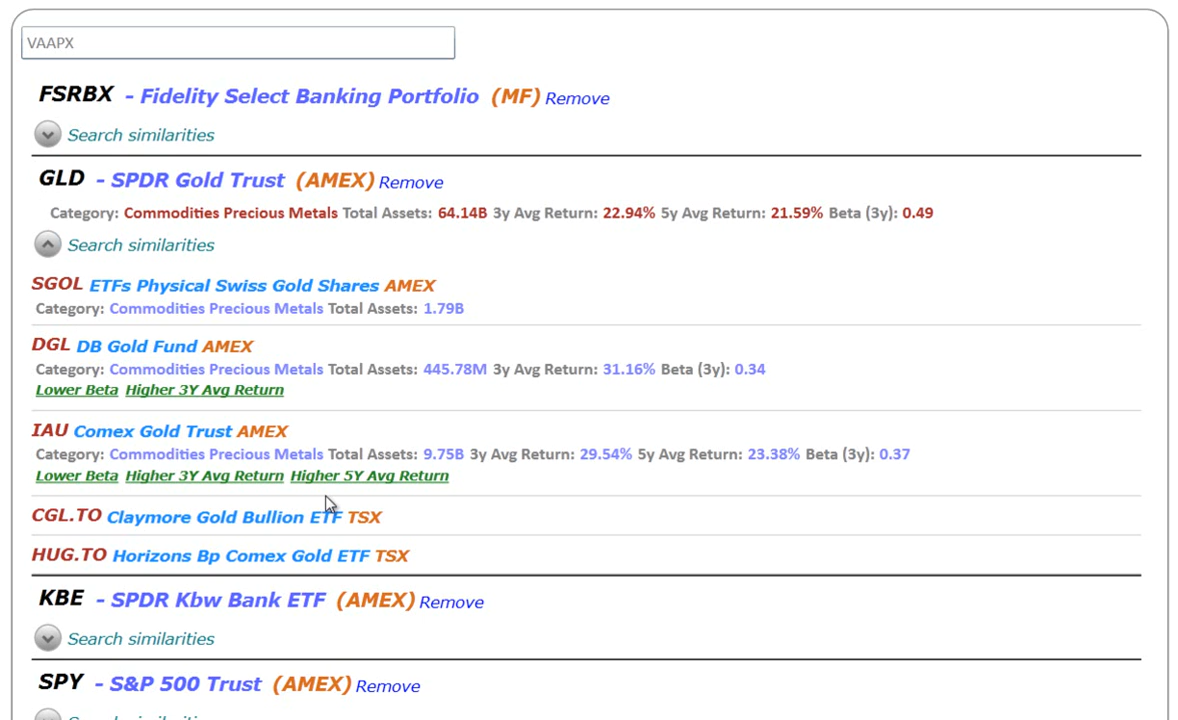 VAAPX
FSRBX - Fidelity Select Banking Portfolio (MF) Remove
Search similarities
GLD - SPDR Gold Trust (AMEX) Remove
Category: Commodities Precious Metals Total Assets: 64.14B 3y Avg Return: 22.94% 5y Avg Return: 21.59% Beta (3y): 0.49
Search similarities
SGOL ETFs Physical Swiss Gold Shares AMEX
Category: Commodities Precious Metals Total Assets: 1.79B
DGL DB Gold Fund AMEX
Category: Commodities Precious Metals Total Assets: 445.78M 3y Avg Return: 31.16% Beta (3y): 0.34
Lower Beta Higher 3Y Avg Return
IAU Comex Gold Trust AMEX
Category: Commodities Precious Metals Total Assets: 9.75B 3y Avg Return: 29.54% 5y Avg Return: 23.38% Beta (3y): 0.37
Lower Beta Higher 3Y Avg Return Higher 5Y Avg Return
CGL.TO Claymore Gold Bullion ETF TSX
HUG.TO Horizons Bp Comex Gold ETF TSX
KBE - SPDR Kbw Bank ETF (AMEX) Remove
Search similarities
SPY - S&P 500 Trust (AMEX) Remove